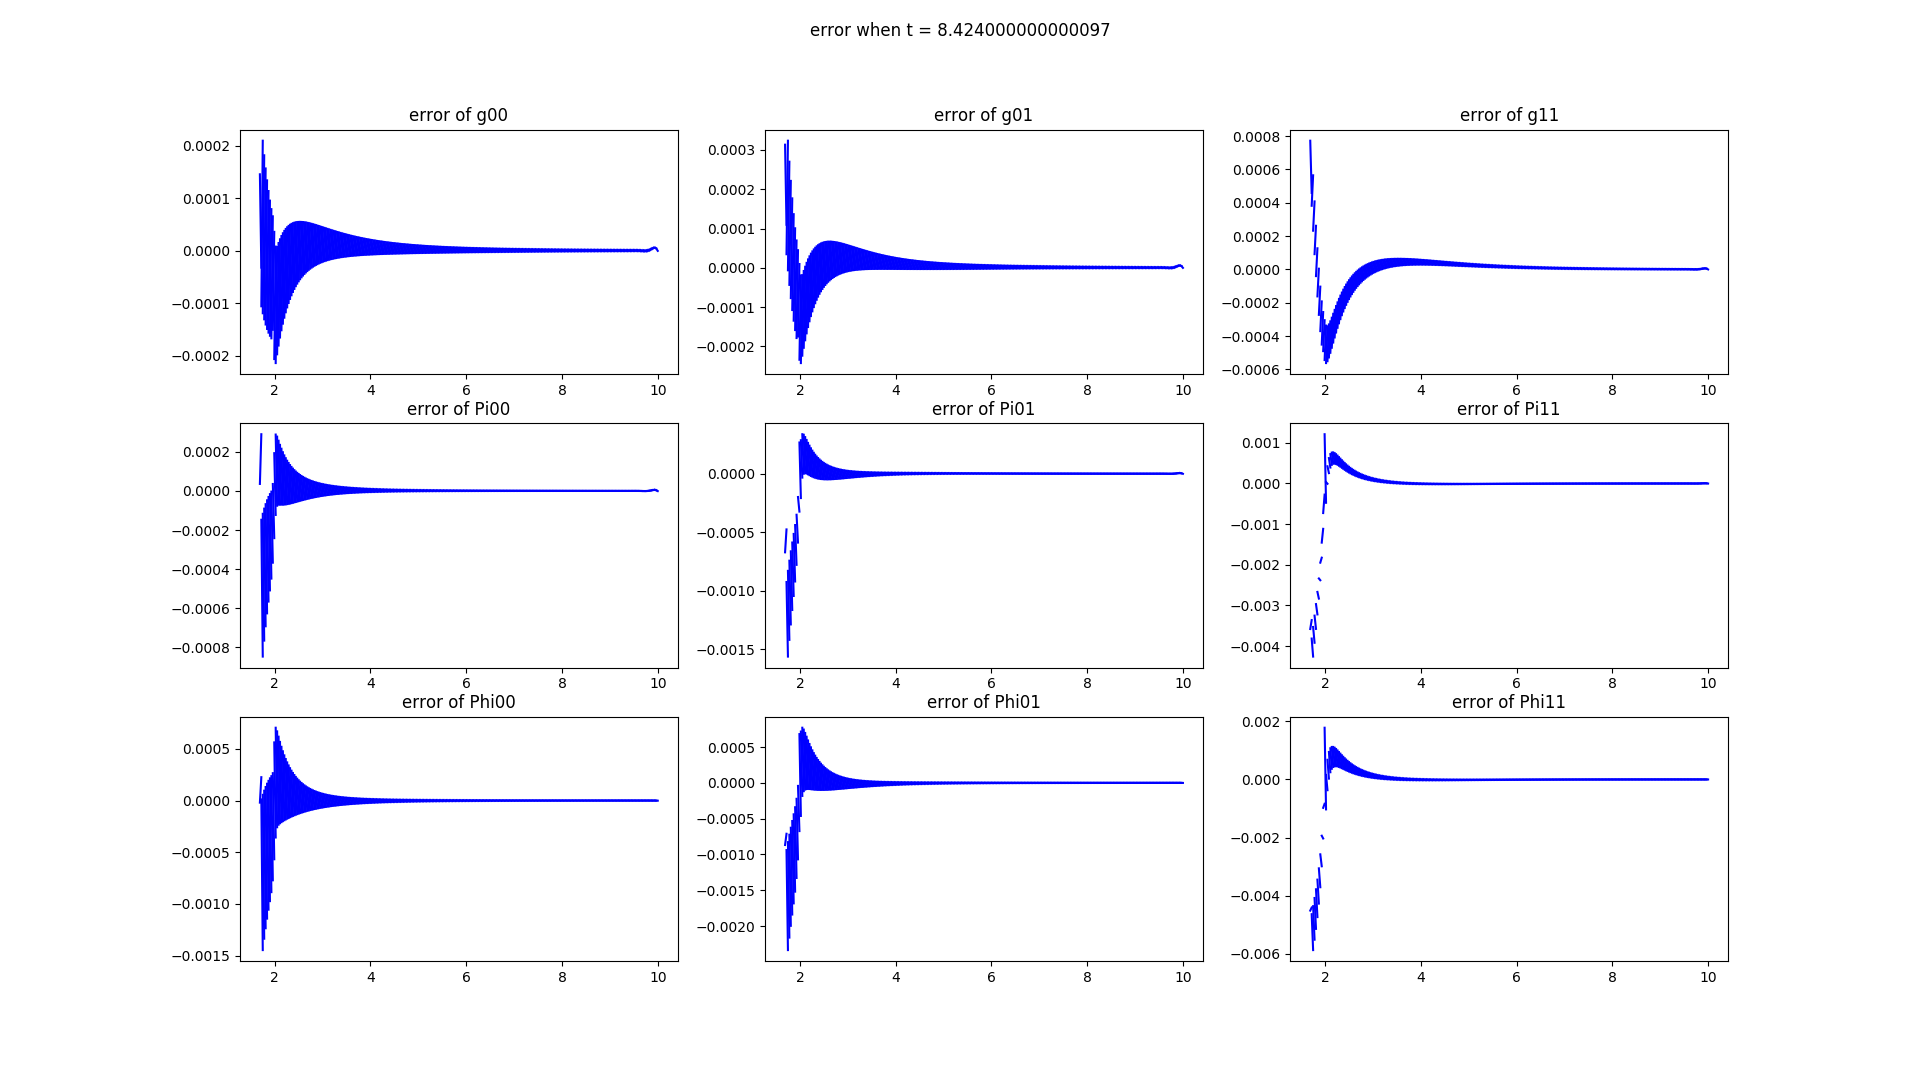 error when t = 8.424000000000097
error of g00
error of g01
error of g11
0.0002
0.0001
0.0000
−0.0001
−0.0002
2 4 6 8 10
0.0003
0.0002
0.0001
0.0000
−0.0001
−0.0002
2 4 6 8 10
0.0008
0.0006
0.0004
0.0002
0.0000
−0.0002
−0.0004
−0.0006
2 4 6 8 10
error of Pi00
error of Pi01
error of Pi11
0.0002
0.0000
−0.0002
−0.0004
−0.0006
−0.0008
2 4 6 8 10
0.0000
−0.0005
−0.0010
−0.0015
2 4 6 8 10
0.001
0.000
−0.001
−0.002
−0.003
−0.004
2 4 6 8 10
error of Phi00
error of Phi01
error of Phi11
0.0005
0.0000
−0.0005
−0.0010
−0.0015
2 4 6 8 10
0.0005
0.0000
−0.0005
−0.0010
−0.0015
−0.0020
2 4 6 8 10
0.002
0.000
−0.002
−0.004
−0.006
2 4 6 8 10